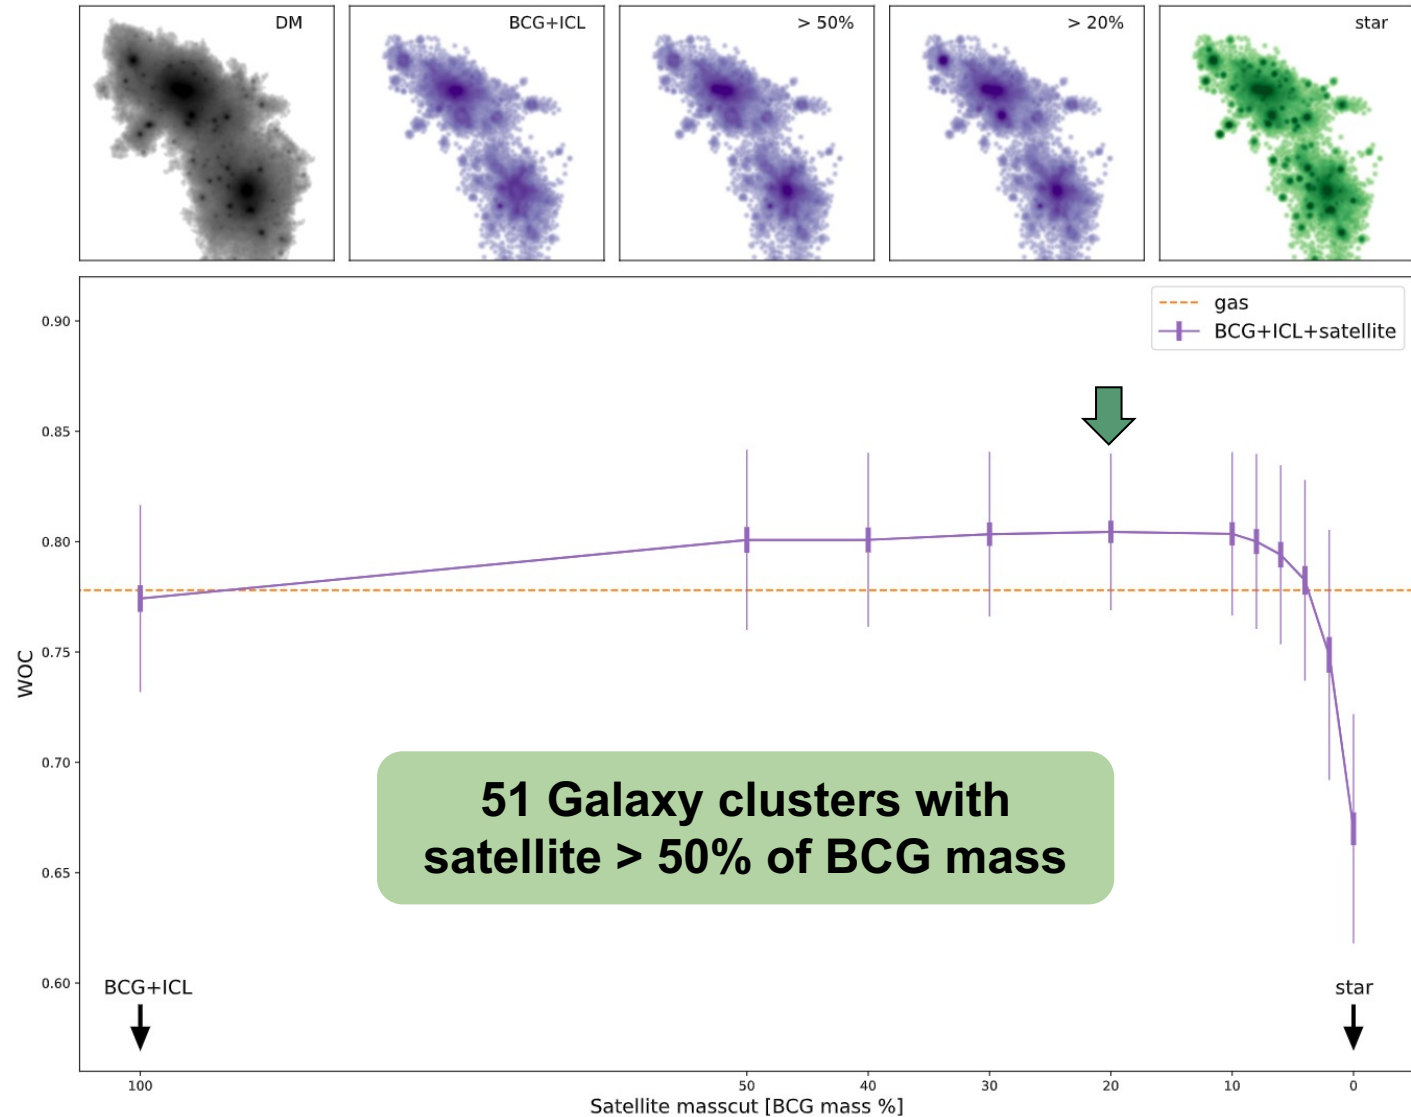 DM
BCG+ICL
> 50%
> 20%
star
gas
BCG+ICL+satellite
0.90
0.85
0.80
0.75
0.70
0.65
0.60
WOC
51 Galaxy clusters with
satellite > 50% of BCG mass
BCG+ICL
star
100
50
40
30
20
10
0
Satellite masscut [BCG mass %]